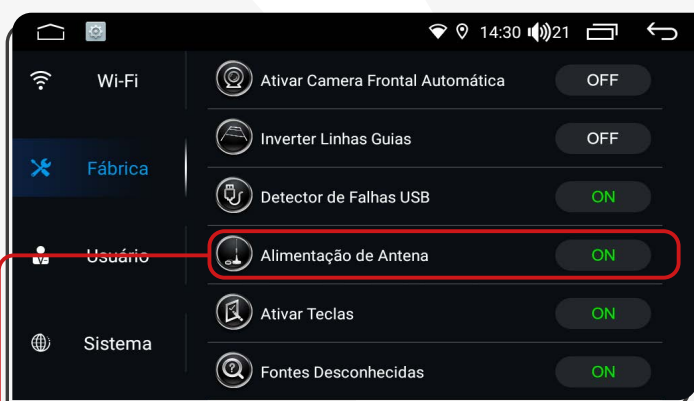 14:30 21
Wi-Fi
Fábrica
Usuário
Sistema
Ativar Camera Frontal Automática OFF
Inverter Linhas Guias OFF
Detector de Falhas USB ON
Alimentação de Antena ON
Ativar Teclas ON
Fontes Desconhecidas ON